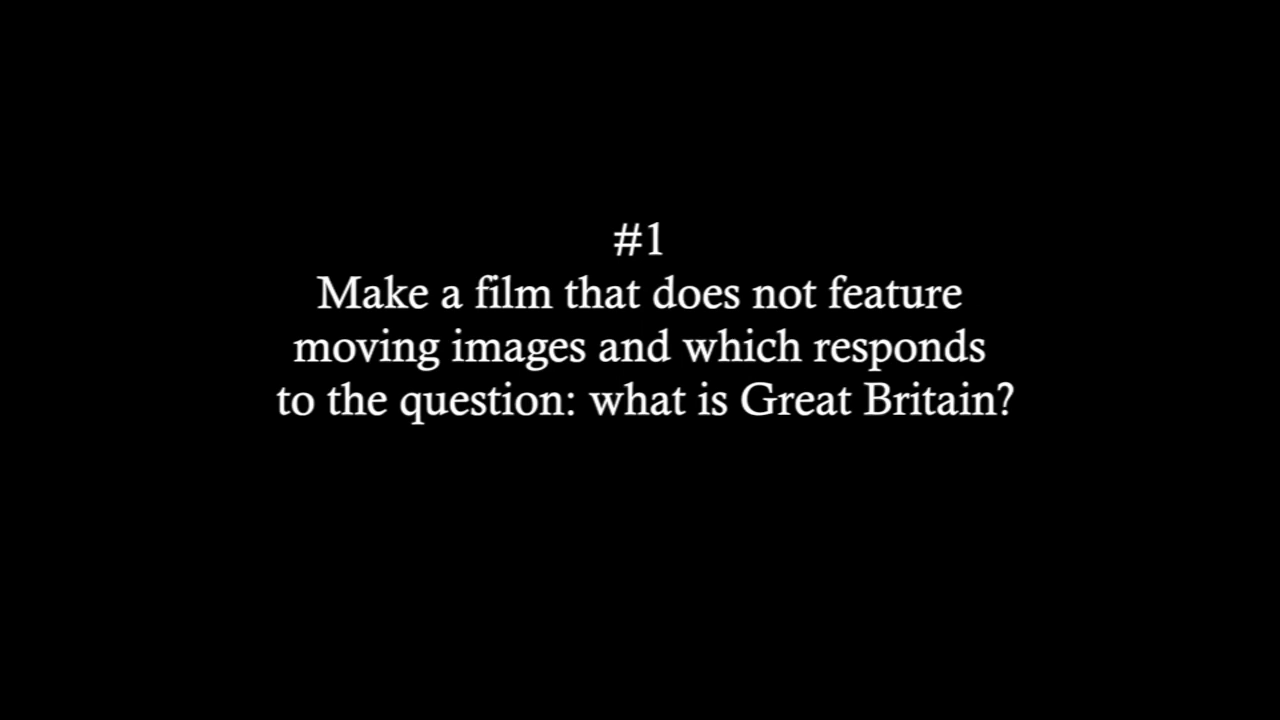 #1
Make a film that does not feature
moving images and which responds
to the question: what is Great Britain?